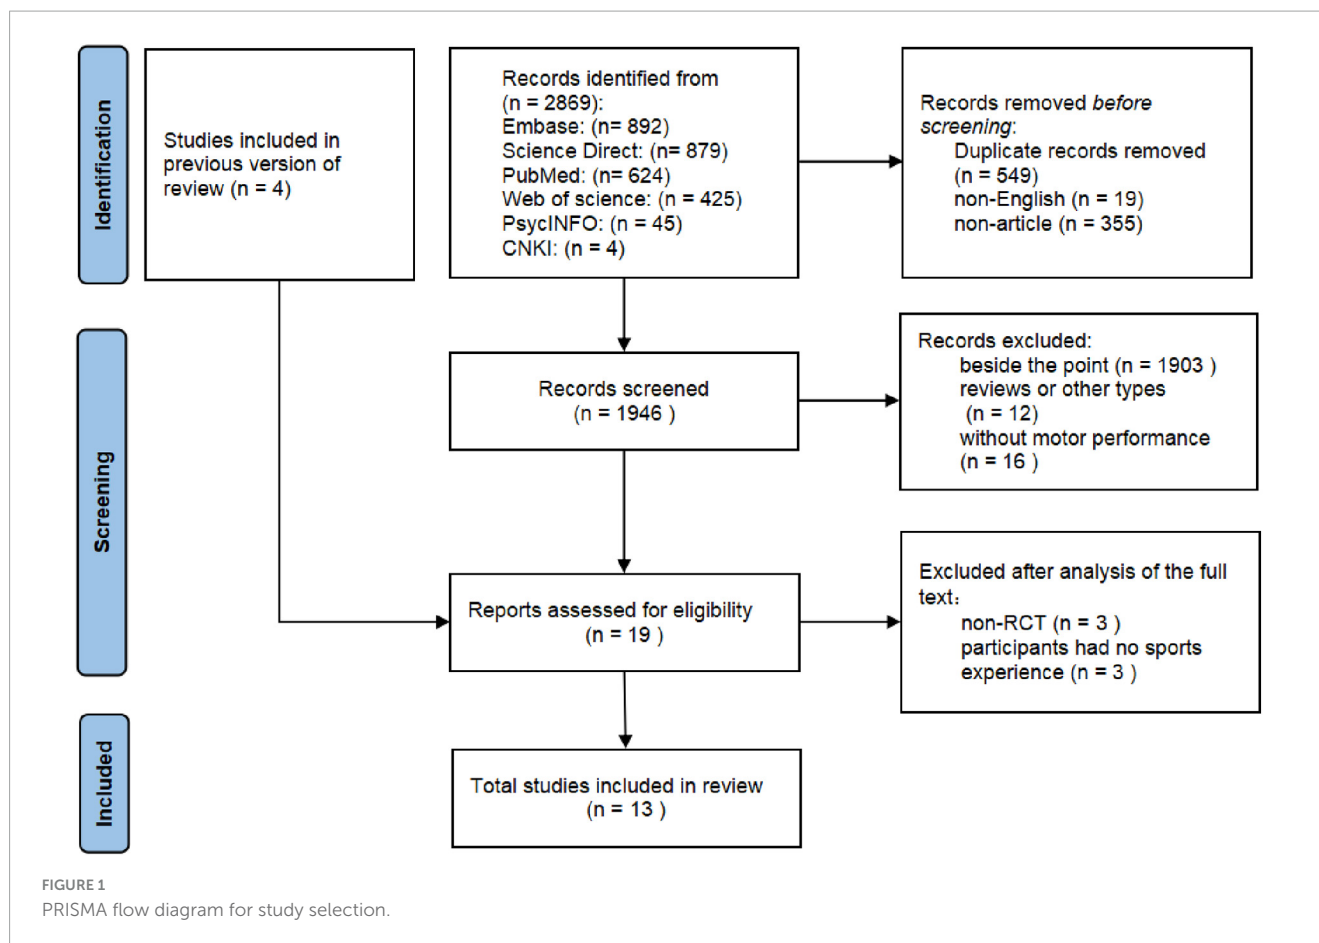 Identification
Studies included in
previous version of
review (n = 4)
Records identified from
(n = 2869):
Embase: (n= 892)
Science Direct: (n= 879)
PubMed: (n= 624)
Web of science: (n = 425)
PsycINFO: (n = 45)
CNKI: (n = 4)
Records removed before
screening:
Duplicate records removed
(n = 549)
non-English (n = 19)
non-article (n = 355)
Screening
Records screened
(n = 1946 )
Records excluded:
beside the point (n = 1903 )
reviews or other types
(n = 12)
without motor performance
(n = 16 )
Reports assessed for eligibility
(n = 19 )
Excluded after analysis of the full
text:
non-RCT (n = 3 )
participants had no sports
experience (n = 3 )
Included
Total studies included in review
(n = 13 )
FIGURE 1
PRISMA flow diagram for study selection.